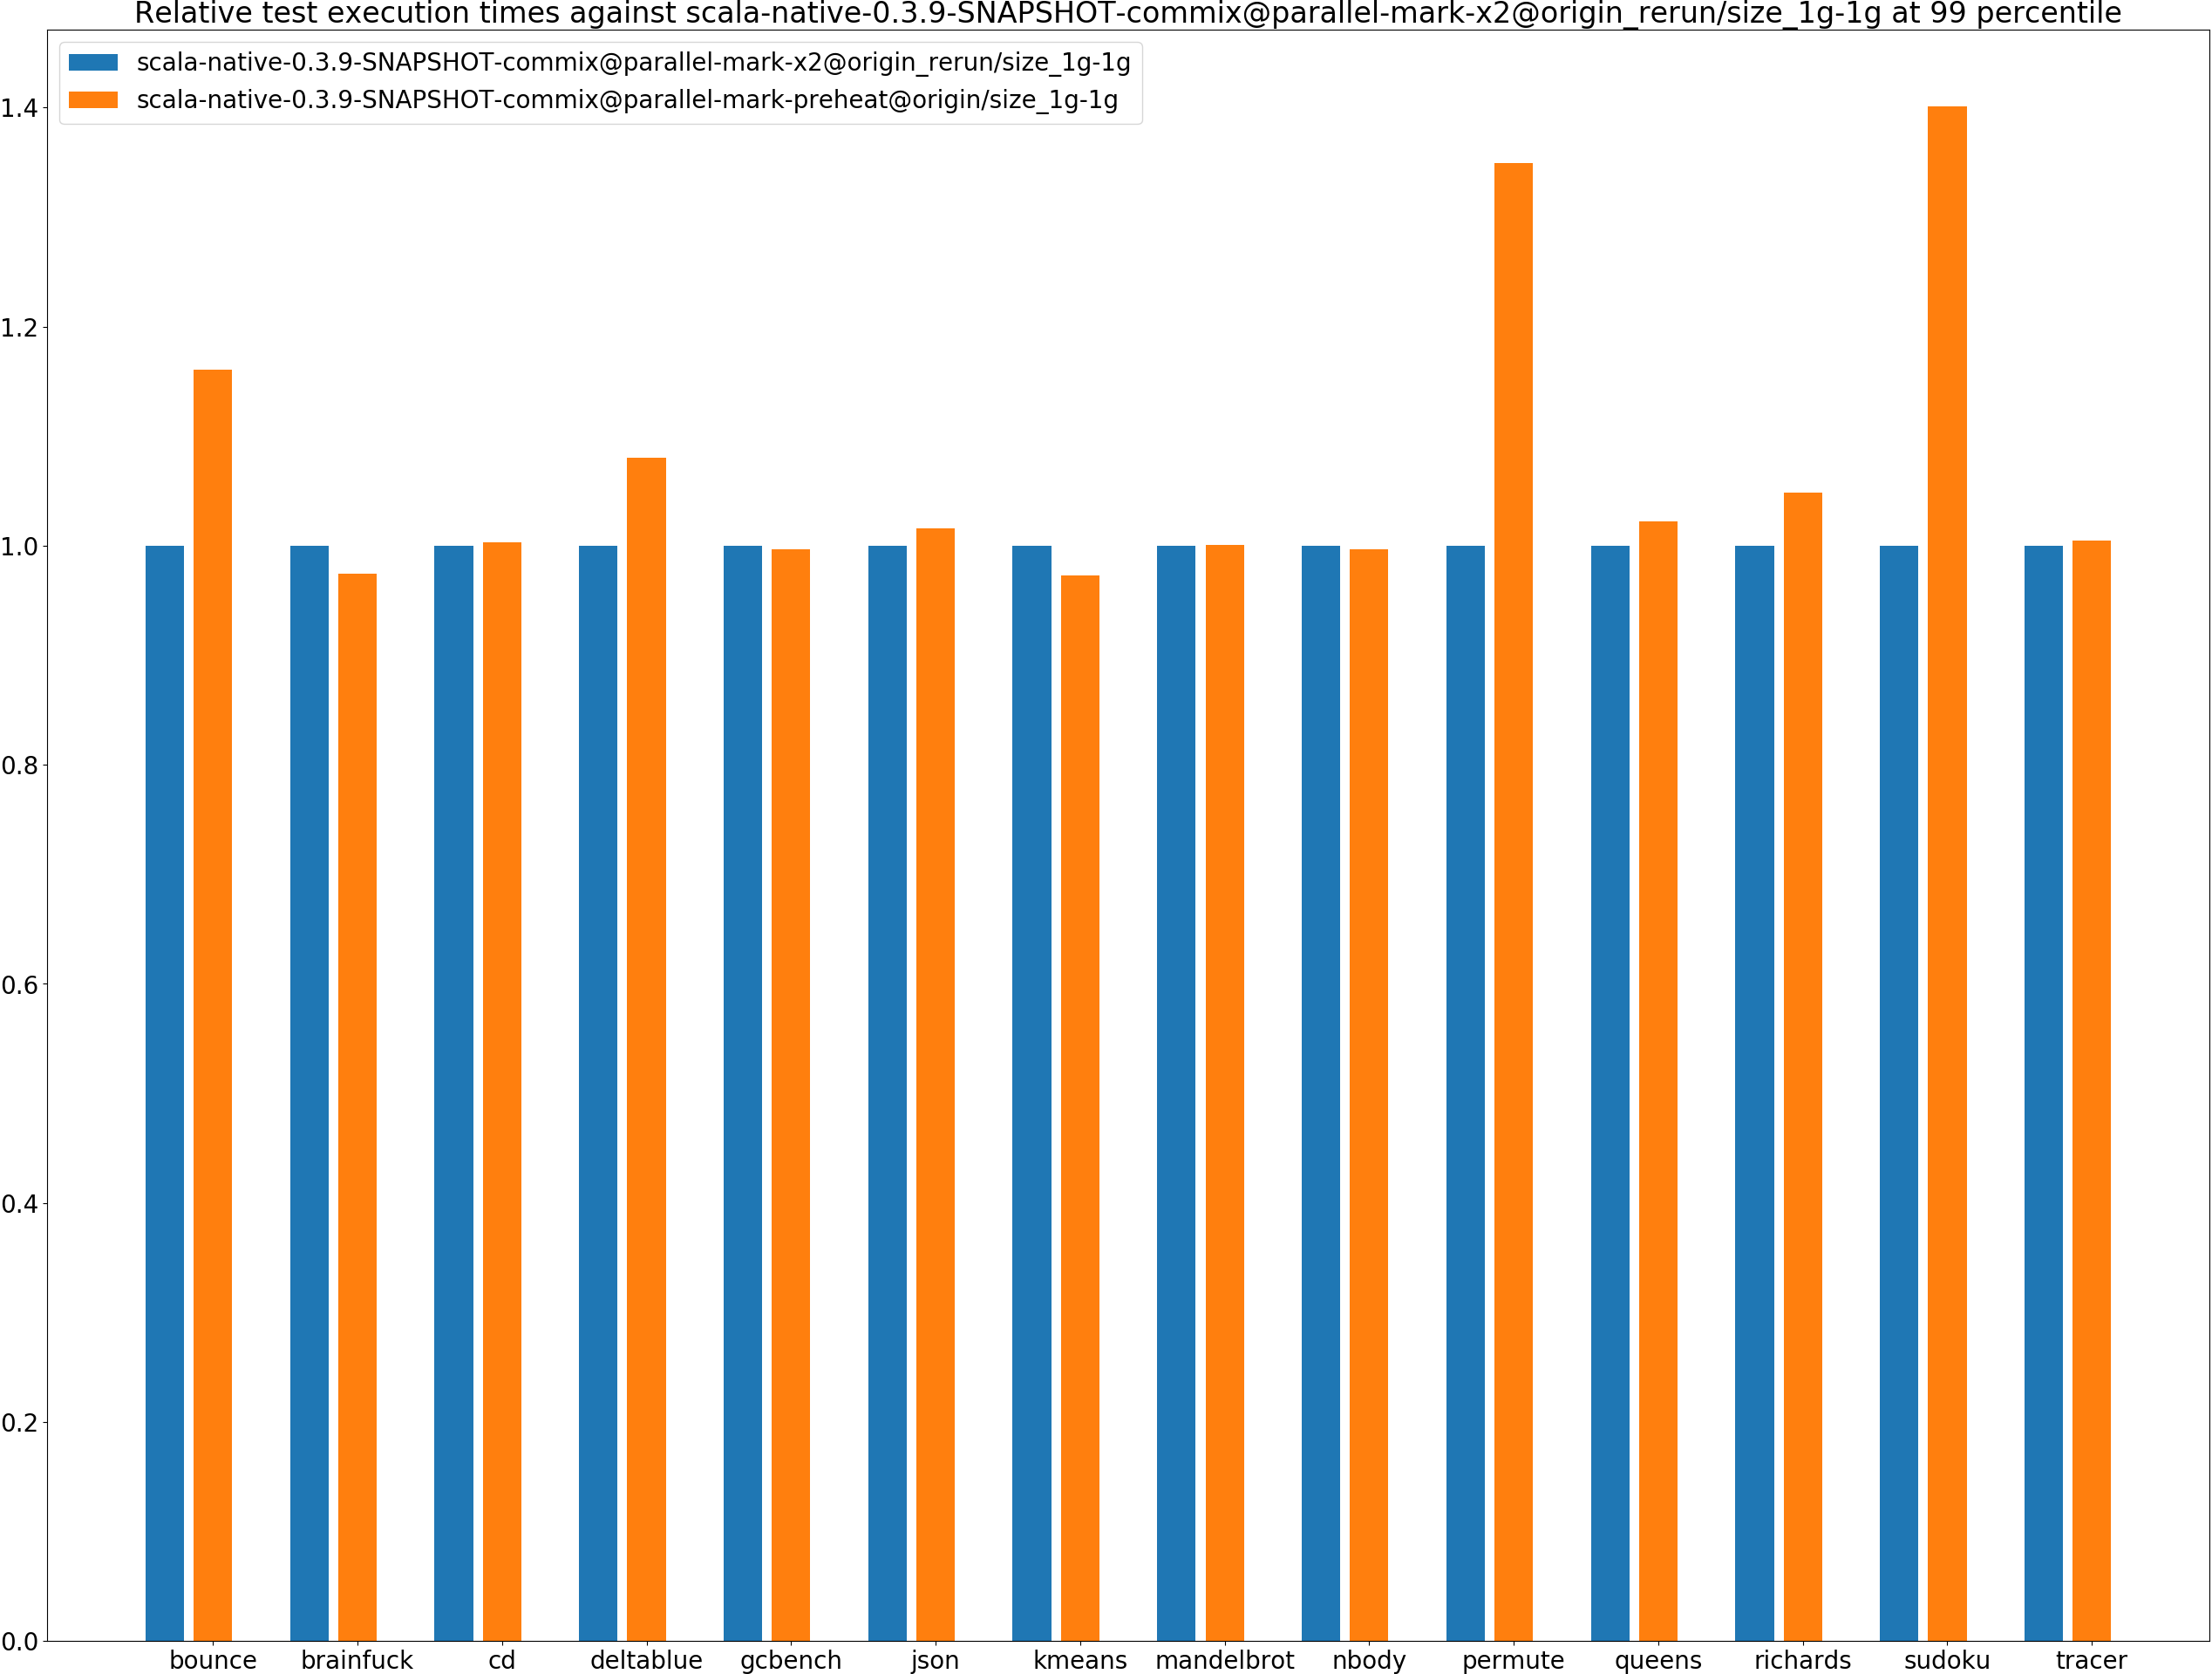 Relative test execution times against scala-native-0.3.9-SNAPSHOT-commix@parallel-mark-x2@origin_rerun/size_1g-1g at 99 percentile
scala-native-0.3.9-SNAPSHOT-commix@parallel-mark-x2@origin_rerun/size_1g-1g
scala-native-0.3.9-SNAPSHOT-commix@parallel-mark-preheat@origin/size_1g-1g
1.4
1.2
1.0
0.8
0.6
0.4
0.2
0.0
bounce brainfuck cd deltablue gcbench json kmeans mandelbrot nbody permute queens richards sudoku tracer